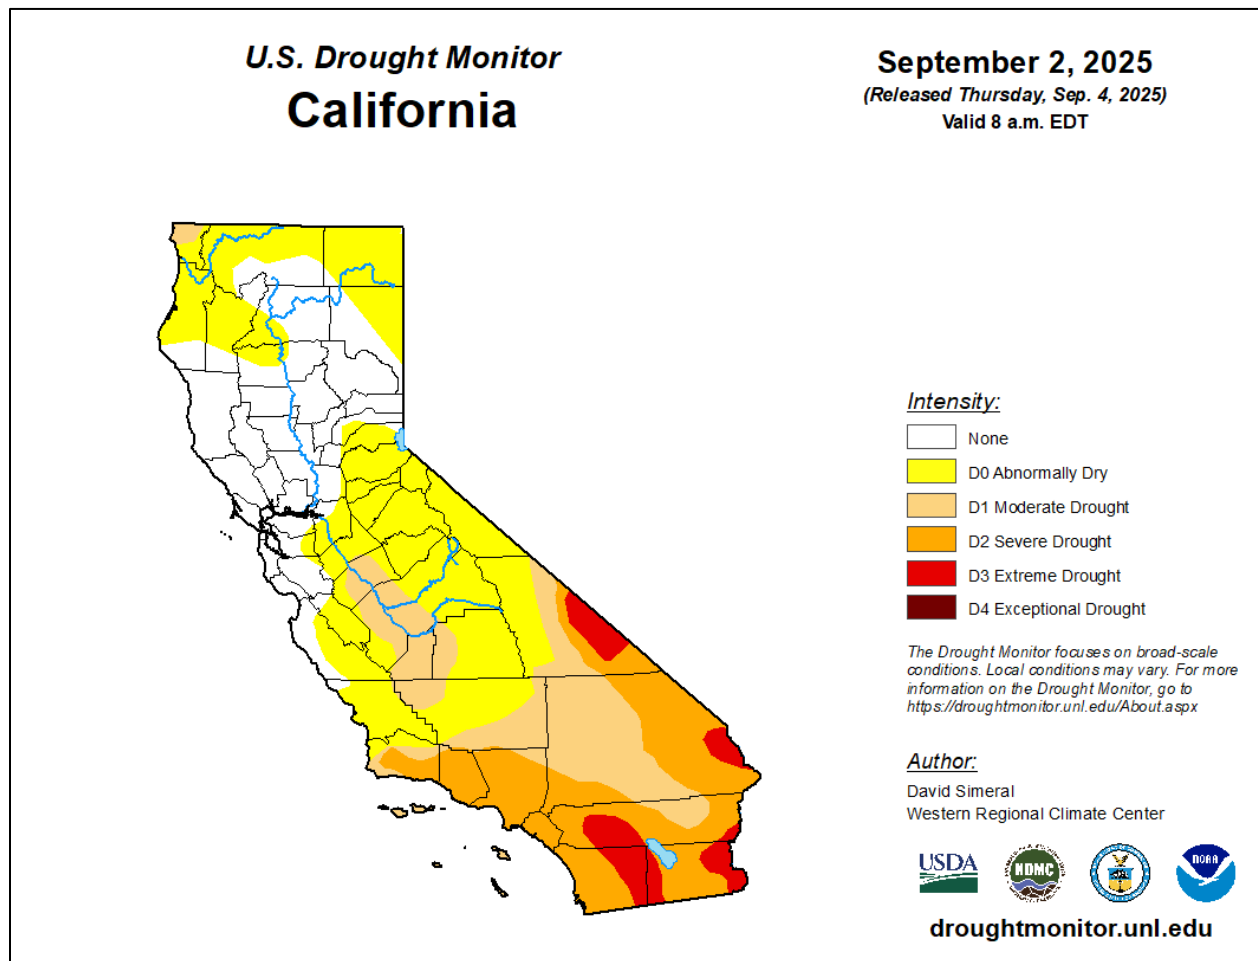 U.S. Drought Monitor
California
September 2, 2025
(Released Thursday, Sep. 4, 2025)
Valid 8 a.m. EDT
Intensity:
None
D0 Abnormally Dry
D1 Moderate Drought
D2 Severe Drought
D3 Extreme Drought
D4 Exceptional Drought
The Drought Monitor focuses on broad-scale
conditions. Local conditions may vary. For more
information on the Drought Monitor, go to
https://droughtmonitor.unl.edu/About.aspx
Author:
David Simeral
Western Regional Climate Center
USDA
NDMC
NOAA
droughtmonitor.unl.edu